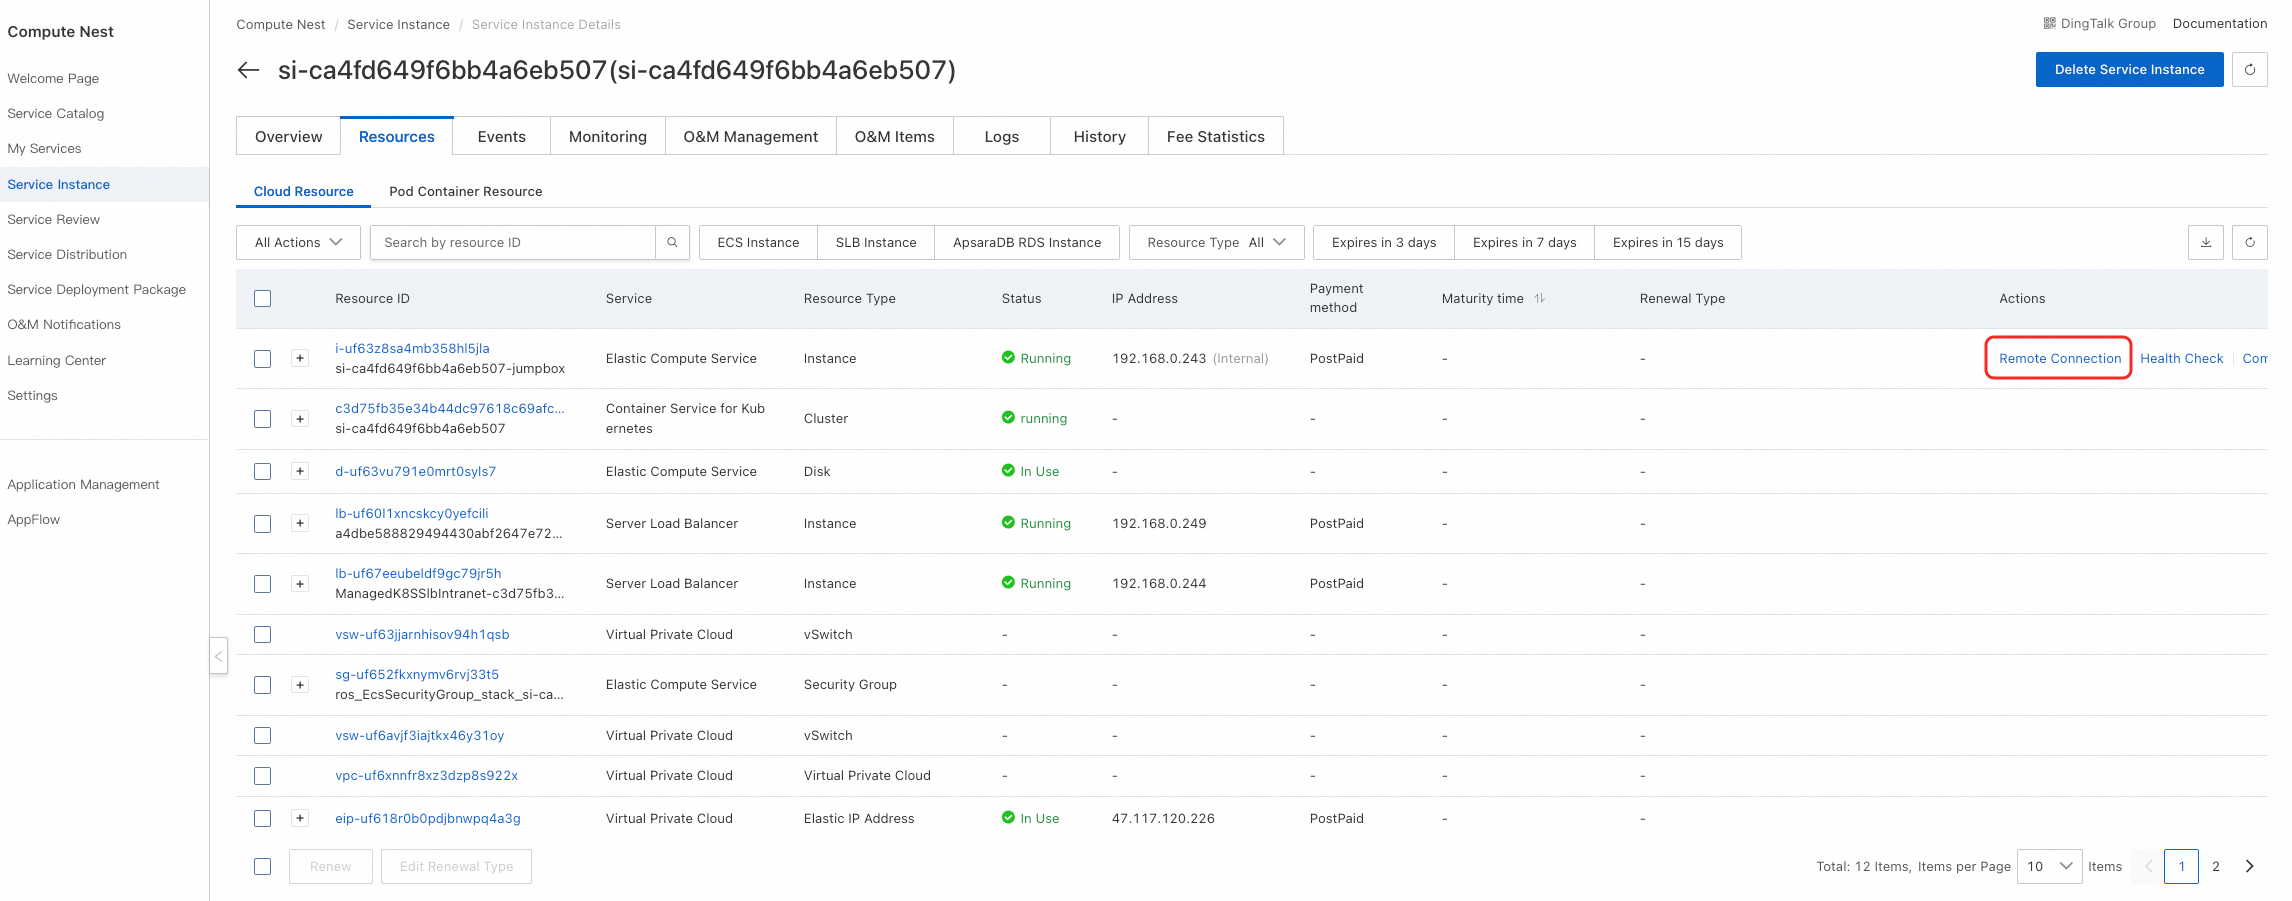 Compute Nest
Welcome Page
Service Catalog
My Services
Service Instance
Service Review
Service Distribution
Service Deployment Package
O&M Notifications
Learning Center
Settings
Application Management
AppFlow
Compute Nest / Service Instance / Service Instance Details
DingTalk Group Documentation
si-ca4fd649f6bb4a6eb507(si-ca4fd649f6bb4a6eb507)
Delete Service Instance
Overview Resources Events Monitoring O&M Management O&M Items Logs History Fee Statistics
Cloud Resource Pod Container Resource
All Actions Search by resource ID ECS Instance SLB Instance ApsaraDB RDS Instance Resource Type All Expires in 3 days Expires in 7 days Expires in 15 days
Resource ID Service Resource Type Status IP Address Payment method Maturity time Renewal Type Actions
i-uf63z8sa4mb358hl5jla
si-ca4fd649f6bb4a6eb507-jumpbox
Elastic Compute Service Instance Running 192.168.0.243 (Internal) PostPaid - - Remote Connection Health Check Com
c3d75fb35e34b44dc97618c69afc...
si-ca4fd649f6bb4a6eb507
Container Service for Kub
ernetes
Cluster running - - - -
d-uf63vu791e0mrt0syls7 Elastic Compute Service Disk In Use - - - -
lb-uf60l1xncskcy0yefcili
a4dbe588829494430abf2647e72...
Server Load Balancer Instance Running 192.168.0.249 PostPaid - -
lb-uf67eeubeldf9gc79jr5h
ManagedK8SSlbIntranet-c3d75fb3...
Server Load Balancer Instance Running 192.168.0.244 PostPaid - -
vsw-uf63jjarnhisov94h1qsb Virtual Private Cloud vSwitch - - - - -
sg-uf652fkxnymv6rvj33t5
ros_EcsSecurityGroup_stack_si-ca...
Elastic Compute Service Security Group - - - - -
vsw-uf6avjf3iajtkx46y31oy Virtual Private Cloud vSwitch - - - - -
vpc-uf6xnnfr8xz3dzp8s922x Virtual Private Cloud Virtual Private Cloud - - - - -
eip-uf618r0b0pdjbnwpq4a3g Virtual Private Cloud Elastic IP Address In Use 47.117.120.226 PostPaid - -
Renew Edit Renewal Type Total: 12 Items, Items per Page 10 Items 1 2